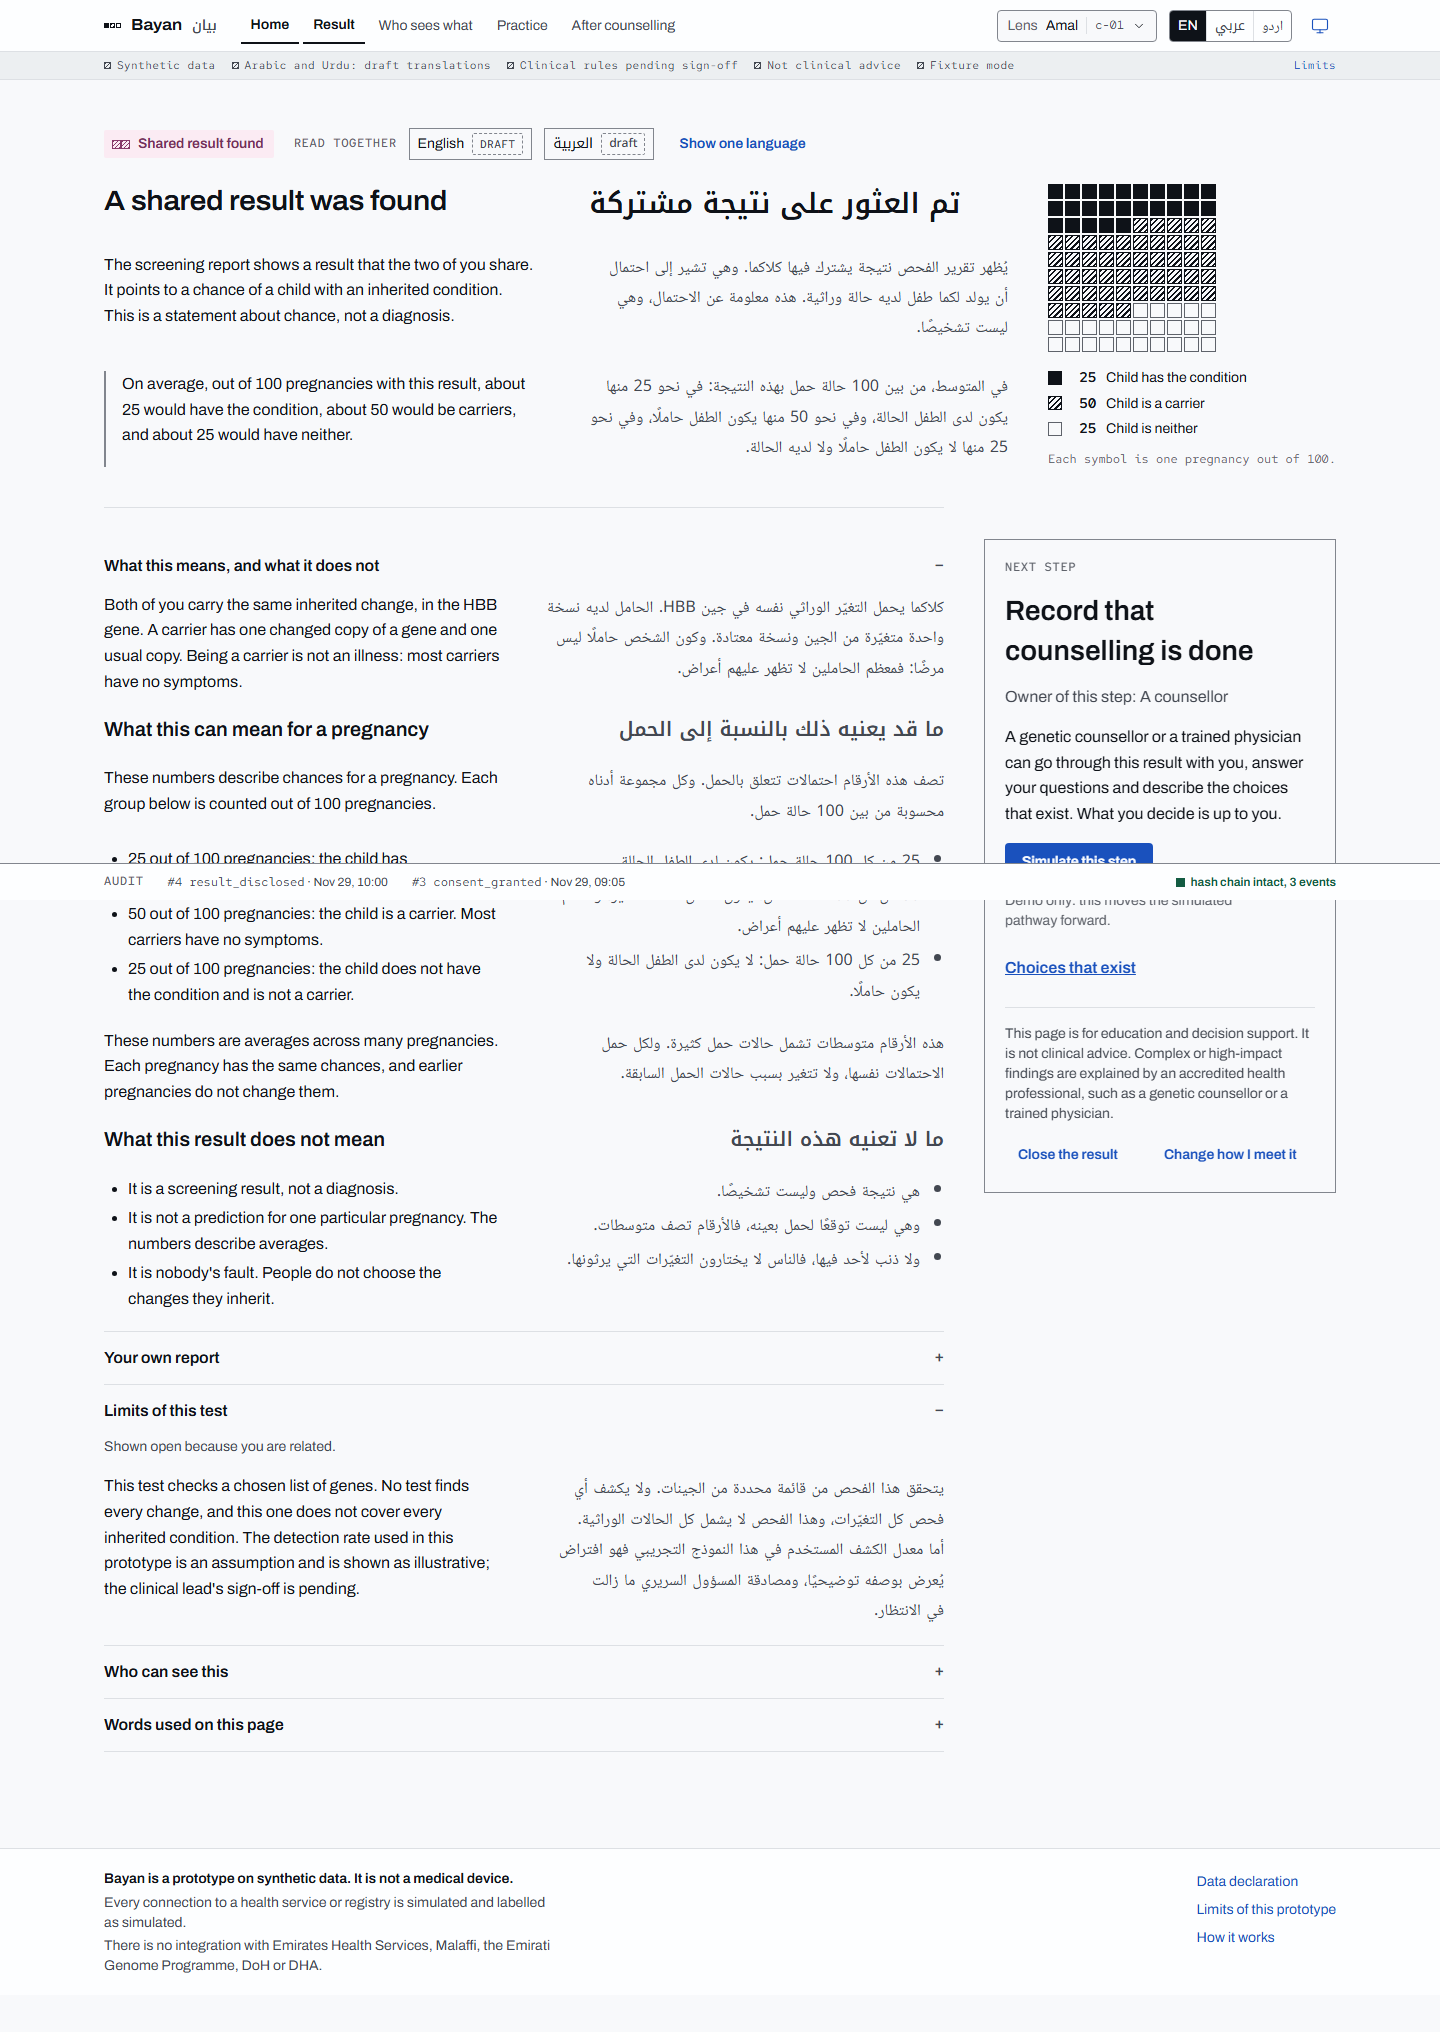 Bayan بيان Home Result Who sees what Practice After counselling Lens Amal c-01 EN عربي اردو
Synthetic data Arabic and Urdu: draft translations Clinical rules pending sign-off Not clinical advice Fixture mode Limits
Shared result found READ TOGETHER English DRAFT العربية draft Show one language
A shared result was found
The screening report shows a result that the two of you share.
It points to a chance of a child with an inherited condition.
This is a statement about chance, not a diagnosis.
On average, out of 100 pregnancies with this result, about
25 would have the condition, about 50 would be carriers,
and about 25 would have neither.
تم العثور على نتيجة مشتركة
يُظهر تقرير الفحص نتيجة يشترك فيها كلاكما. وهي تشير إلى احتمال
أن يولد لكما طفل لديه حالة وراثية. هذه معلومة عن الاحتمال، وهي
ليست تشخيصًا.
في المتوسط، من بين 100 حالة حمل بهذه النتيجة: في نحو 25 منها
يكون لدى الطفل الحالة، وفي نحو 50 منها يكون الطفل حاملًا، وفي نحو
25 منها لا يكون الطفل حاملًا ولا لديه الحالة.
25 Child has the condition
50 Child is a carrier
25 Child is neither
Each symbol is one pregnancy out of 100.
What this means, and what it does not −
Both of you carry the same inherited change, in the HBB
gene. A carrier has one changed copy of a gene and one
usual copy. Being a carrier is not an illness: most carriers
have no symptoms.
كلاكما يحمل التغيّر الوراثي نفسه في جين HBB. الحامل لديه نسخة
واحدة متغيّرة من الجين ونسخة معتادة. وكون الشخص حاملًا ليس
مرضًا: فمعظم الحاملين لا تظهر عليهم أعراض.
What this can mean for a pregnancy
These numbers describe chances for a pregnancy. Each
group below is counted out of 100 pregnancies.
25 out of 100 pregnancies: the child has
ما قد يعنيه ذلك بالنسبة إلى الحمل
تصف هذه الأرقام احتمالات تتعلق بالحمل. وكل مجموعة أدناه
محسوبة من بين 100 حالة حمل.
25 من كل 100 حالة حمل: يكون لدى الطفل الحالة
NEXT STEP
Record that
counselling is done
Owner of this step: A counsellor
A genetic counsellor or a trained physician
can go through this result with you, answer
your questions and describe the choices
that exist. What you decide is up to you.
Simulate this step
AUDIT #4 result_disclosed · Nov 29, 10:00 #3 consent_granted · Nov 29, 09:05 hash chain intact, 3 events
Demo only: this moves the simulated
pathway forward.
Choices that exist
This page is for education and decision support. It
is not clinical advice. Complex or high-impact
findings are explained by an accredited health
professional, such as a genetic counsellor or a
trained physician.
Close the result Change how I meet it
50 out of 100 pregnancies: the child is a carrier. Most
carriers have no symptoms.
25 out of 100 pregnancies: the child does not have
the condition and is not a carrier.
These numbers are averages across many pregnancies.
Each pregnancy has the same chances, and earlier
pregnancies do not change them.
الحاملين لا تظهر عليهم أعراض.
25 من كل 100 حالة حمل: لا يكون لدى الطفل الحالة ولا
يكون حاملًا.
هذه الأرقام متوسطات تشمل حالات حمل كثيرة. ولكل حمل
الاحتمالات نفسها، ولا تتغير بسبب حالات الحمل السابقة.
What this result does not mean
It is a screening result, not a diagnosis.
It is not a prediction for one particular pregnancy. The
numbers describe averages.
It is nobody's fault. People do not choose the
changes they inherit.
ما لا تعنيه هذه النتيجة
هي نتيجة فحص وليست تشخيصًا.
وهي ليست توقعًا لحمل بعينه، فالأرقام تصف متوسطات.
ولا ذنب لأحد فيها، فالناس لا يختارون التغيّرات التي يرثونها.
Your own report +
Limits of this test −
Shown open because you are related.
This test checks a chosen list of genes. No test finds
every change, and this one does not cover every
inherited condition. The detection rate used in this
prototype is an assumption and is shown as illustrative;
the clinical lead's sign-off is pending.
يتحقق هذا الفحص من قائمة محددة من الجينات. ولا يكشف أي
فحص كل التغيّرات، وهذا الفحص لا يشمل كل الحالات الوراثية.
أما معدل الكشف المستخدم في هذا النموذج التجريبي فهو افتراض
يُعرض بوصفه توضيحيًا، ومصادقة المسؤول السريري ما زالت
في الانتظار.
Who can see this +
Words used on this page +
Bayan is a prototype on synthetic data. It is not a medical device.
Every connection to a health service or registry is simulated and labelled
as simulated.
There is no integration with Emirates Health Services, Malaffi, the Emirati
Genome Programme, DoH or DHA.
Data declaration
Limits of this prototype
How it works